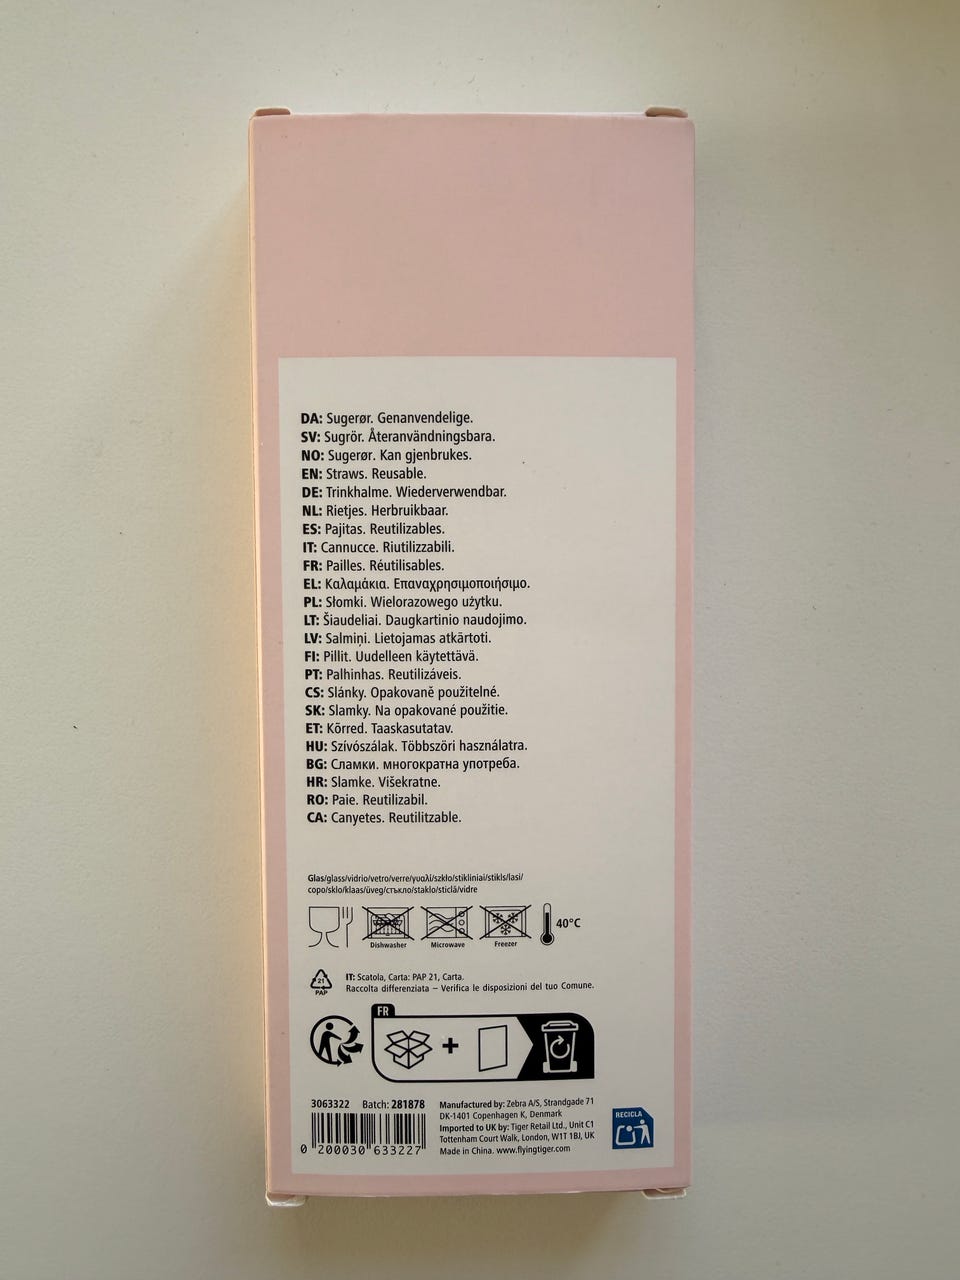 DA: Sugerør. Genanvendelige.
SV: Sugrör. Återanvändningsbara.
NO: Sugerør. Kan gjenbrukes.
EN: Straws. Reusable.
DE: Trinkhalme. Wiederverwendbar.
NL: Rietjes. Herbruikbaar.
ES: Pajitas. Reutilizables.
IT: Cannucce. Riutilizzabili.
FR: Pailles. Réutilisables.
EL: Καλαμάκια. Επαναχρησιμοποιήσιμο.
PL: Słomki. Wielorazowego użytku.
LT: Šiaudeliai. Daugkartinio naudojimo.
LV: Salmiņi. Lietojamas atkārtoti.
FI: Pillit. Uudelleen käytettävä.
PT: Palhinhas. Reutilizáveis.
CS: Slánky. Opakovaně použitelné.
SK: Slamky. Na opakované použitie.
ET: Kõrred. Taaskasutatav.
HU: Szívószálak. Többszöri használatra.
BG: Сламки. многократна употреба.
HR: Slamke. Višekratne.
RO: Paie. Reutilizabil.
CA: Canyetes. Reutilitzable.
Glas/glass/vidrio/vetro/verre/γυαλί/szkło/stikliniai/stikls/lasi/
copo/sklo/klaas/üveg/стъкло/staklo/sticlă/vidre
Dishwasher Microwave Freezer 40°C
21
PAP
IT: Scatola, Carta: PAP 21, Carta.
Raccolta differenziata – Verifica le disposizioni del tuo Comune.
FR
3063322 Batch: 281878
0 200030 633227
Manufactured by: Zebra A/S, Strandgade 71
DK-1401 Copenhagen K, Denmark
Imported to UK by: Tiger Retail Ltd., Unit C1
Tottenham Court Walk, London, W1T 1BJ, UK
Made in China. www.flyingtiger.com
RECICLA